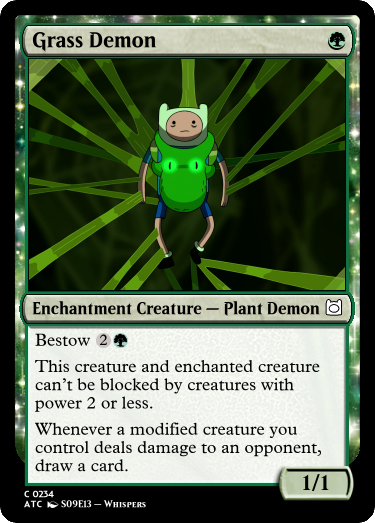 Grass Demon
Enchantment Creature — Plant Demon
Bestow 2
This creature and enchanted creature
can't be blocked by creatures with
power 2 or less.
Whenever a modified creature you
control deals damage to an opponent,
draw a card.
1/1
C 0234
ATC S09E13 – Whispers